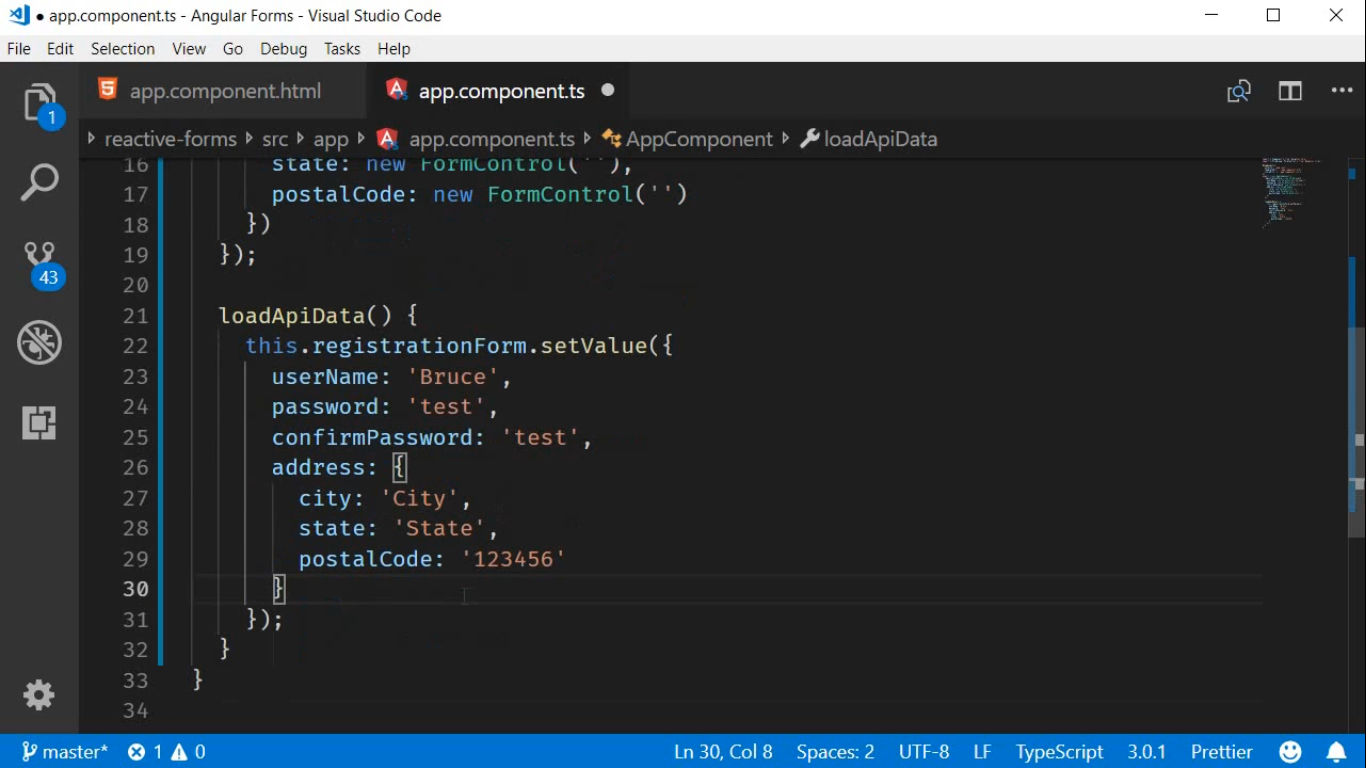 app.component.ts - Angular Forms - Visual Studio Code
File Edit Selection View Go Debug Tasks Help
app.component.html app.component.ts
reactive-forms src app app.component.ts AppComponent loadApiData
1
43
16 state: new FormControl(''),
17 postalCode: new FormControl('')
18 })
19 });
20
21 loadApiData() {
22 this.registrationForm.setValue({
23 userName: 'Bruce',
24 password: 'test',
25 confirmPassword: 'test',
26 address: {
27 city: 'City',
28 state: 'State',
29 postalCode: '123456'
30 }
31 });
32 }
33 }
34
master* 1 0 Ln 30, Col 8 Spaces: 2 UTF-8 LF TypeScript 3.0.1 Prettier